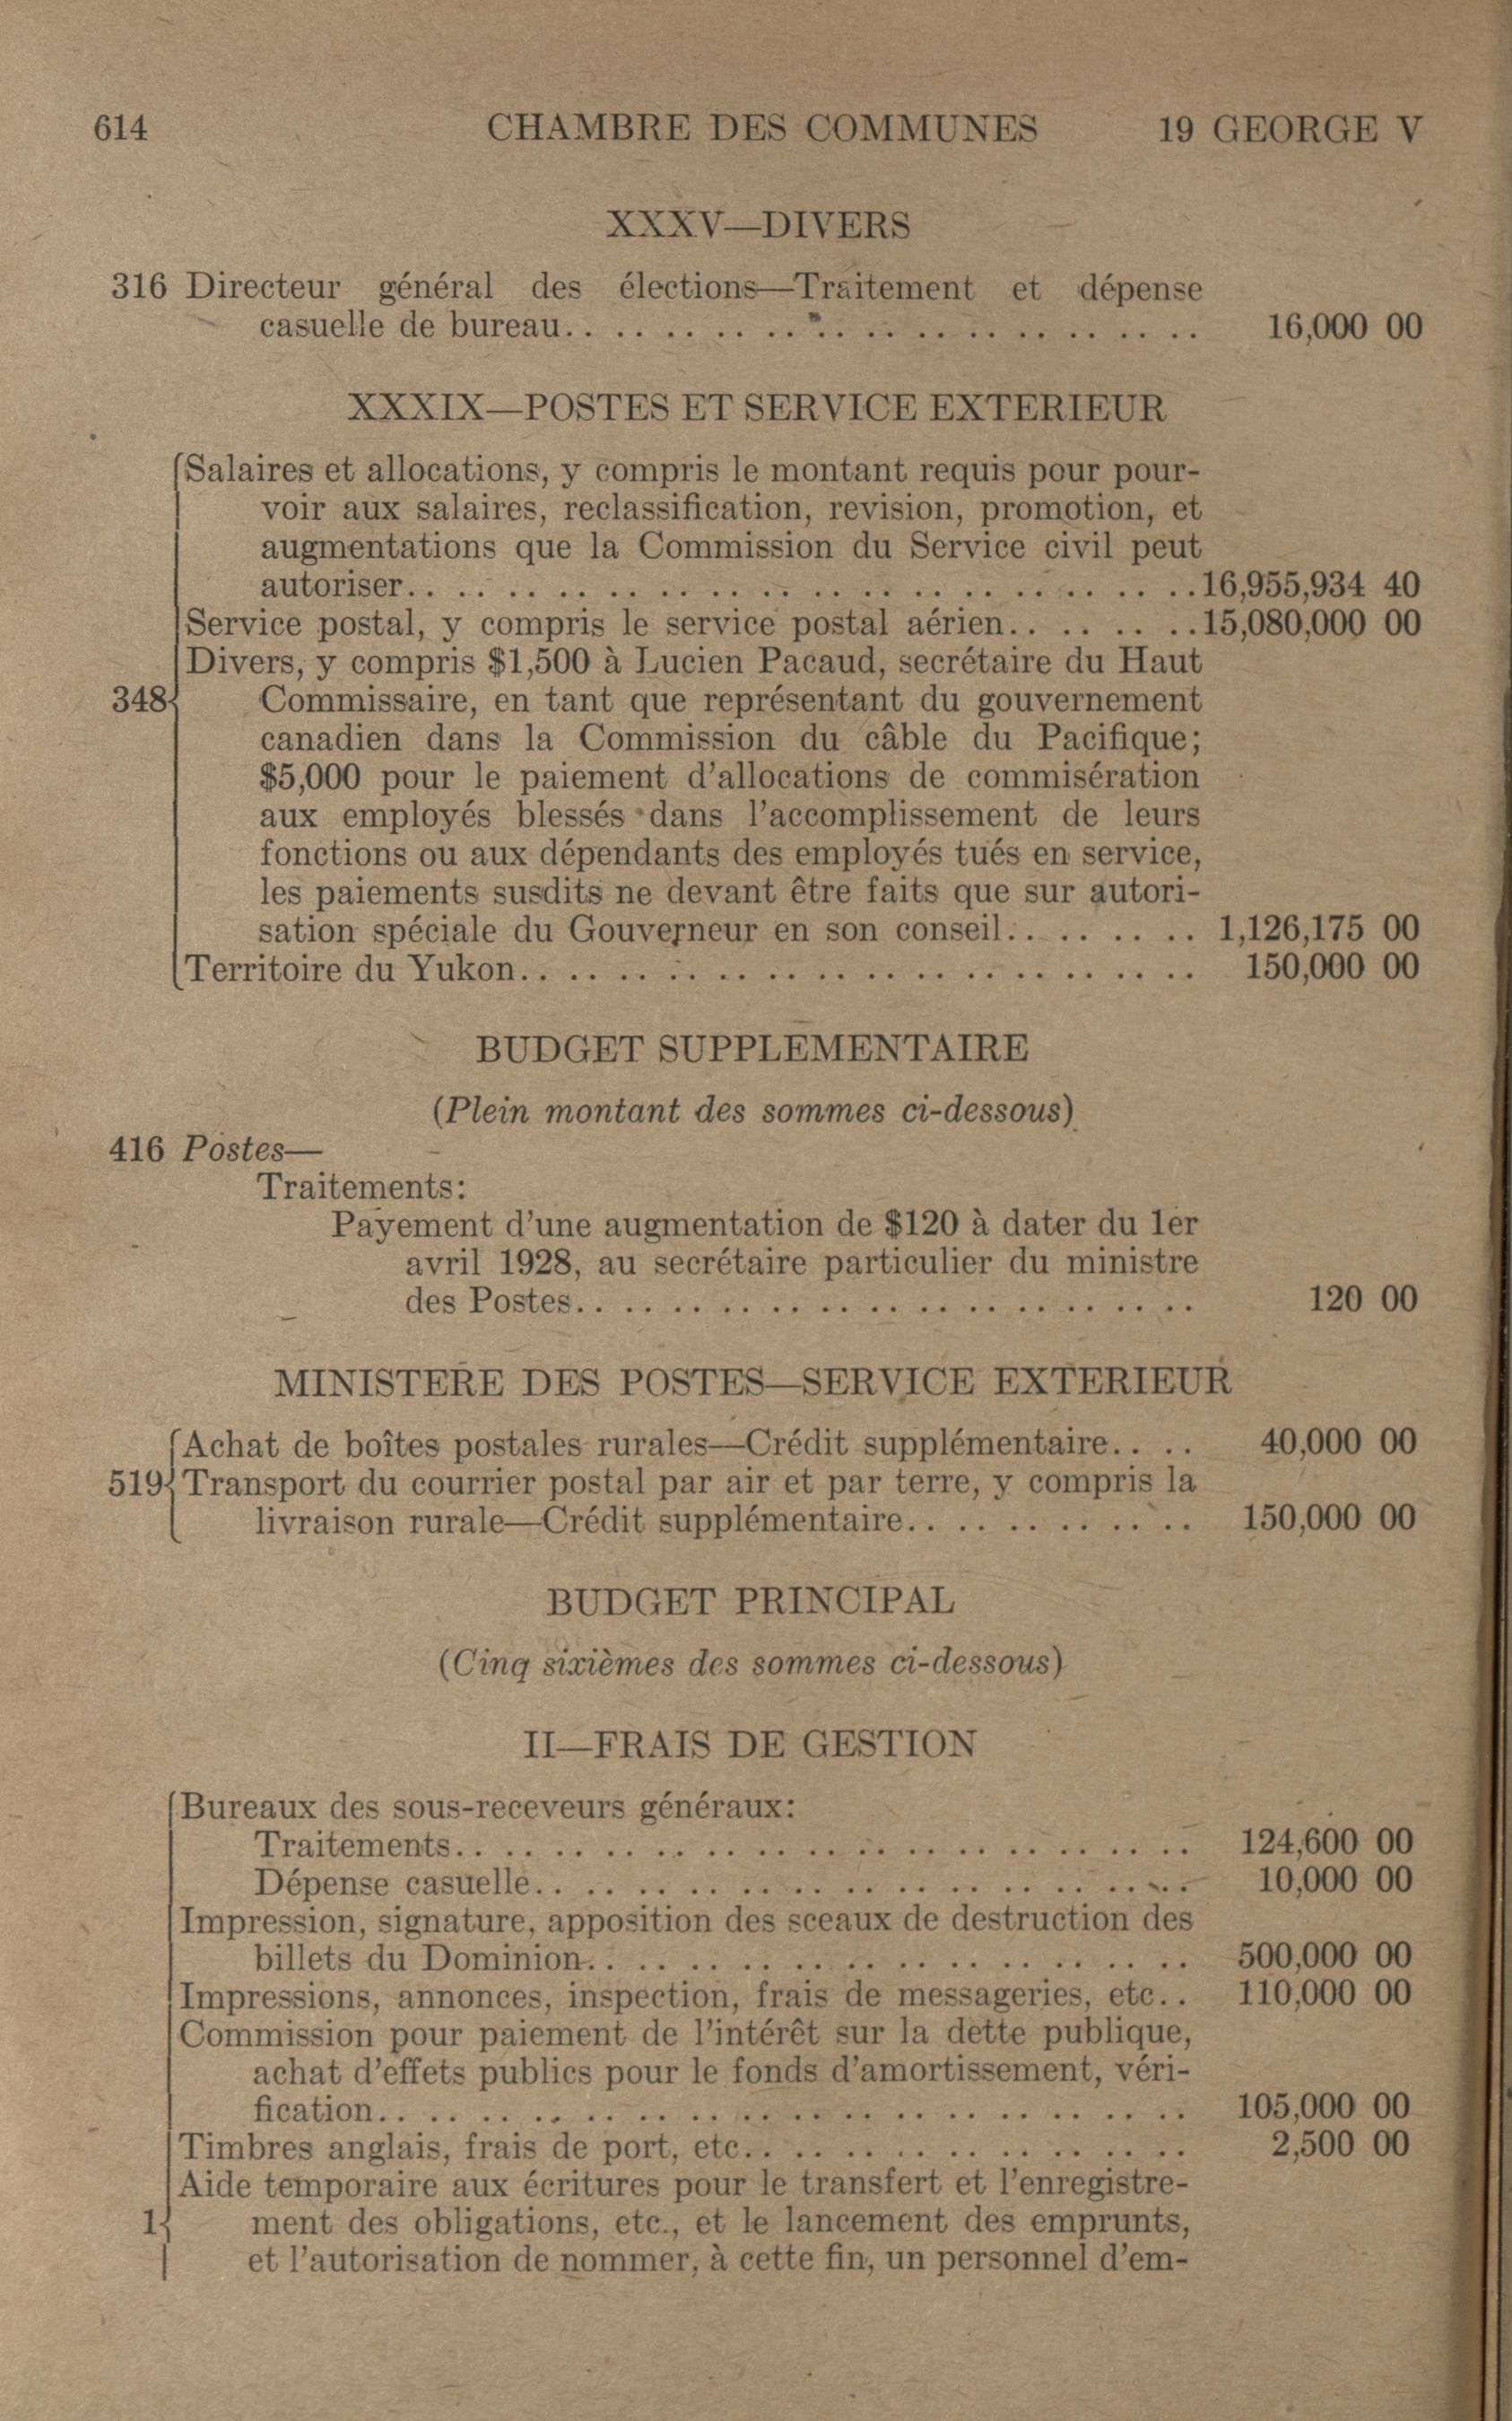 614 CHAMBRE DES COMMUNES 19 GEORGE V
XXXV—DIVERS
316 Directeur général des élections—Traitement et dépense
casuelle de bureau. . . . . . . . . . . . . . . . . . . . . . . . . . 16,000 00
XXXIX—POSTES ET SERVICE EXTERIEUR
Salaires et allocations, y compris le montant requis pour pour-
voir aux salaires, reclassification, revision, promotion, et
augmentations que la Commission du Service civil peut
autoriser. . . . . . . . . . . . . . . . . . . . . . . . . . . . . . . .16,955,934 40
Service postal, y compris le service postal aérien. . . . . . . .15,080,000 00
Divers, y compris $1,500 à Lucien Pacaud, secrétaire du Haut
348{ Commissaire, en tant que représentant du gouvernement
canadien dans la Commission du câble du Pacifique;
$5,000 pour le paiement d'allocations de commisération
aux employés blessés dans l'accomplissement de leurs
fonctions ou aux dépendants des employés tués en service,
les paiements susdits ne devant être faits que sur autori-
sation spéciale du Gouverneur en son conseil. . . . . . . . 1,126,175 00
Territoire du Yukon. . . . . . . . . . . . . . . . . . . . . . . . . . . . 150,000 00
BUDGET SUPPLEMENTAIRE
(Plein montant des sommes ci-dessous)
416 Postes—
Traitements:
Payement d'une augmentation de $120 à dater du 1er
avril 1928, au secrétaire particulier du ministre
des Postes. . . . . . . . . . . . . . . . . . . . . . . . . . 120 00
MINISTERE DES POSTES—SERVICE EXTERIEUR
Achat de boîtes postales rurales—Crédit supplémentaire. . . . 40,000 00
519{ Transport du courrier postal par air et par terre, y compris la
livraison rurale—Crédit supplémentaire. . . . . . . . . . . . 150,000 00
BUDGET PRINCIPAL
(Cinq sixièmes des sommes ci-dessous)
II—FRAIS DE GESTION
Bureaux des sous-receveurs généraux:
Traitements. . . . . . . . . . . . . . . . . . . . . . . . . . . . . . 124,600 00
Dépense casuelle. . . . . . . . . . . . . . . . . . . . . . . . . . 10,000 00
Impression, signature, apposition des sceaux de destruction des
billets du Dominion. . . . . . . . . . . . . . . . . . . . . . . . 500,000 00
Impressions, annonces, inspection, frais de messageries, etc. . 110,000 00
Commission pour paiement de l'intérêt sur la dette publique,
achat d'effets publics pour le fonds d'amortissement, véri-
fication. . . . . . . . . . . . . . . . . . . . . . . . . . . . . . . . 105,000 00
Timbres anglais, frais de port, etc. . . . . . . . . . . . . . . . . . 2,500 00
Aide temporaire aux écritures pour le transfert et l'enregistre-
1{ ment des obligations, etc., et le lancement des emprunts,
et l'autorisation de nommer, à cette fin, un personnel d'em-